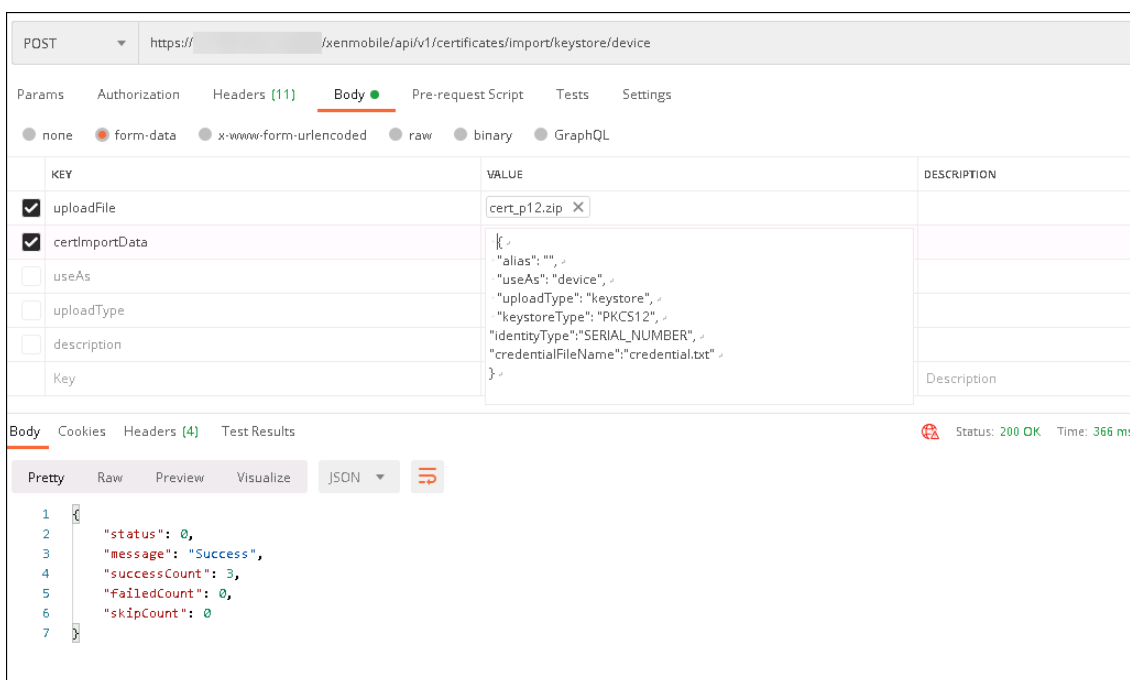 POST https:// /xenmobile/api/v1/certificates/import/keystore/device
Params Authorization Headers (11) Body Pre-request Script Tests Settings
none form-data x-www-form-urlencoded raw binary GraphQL
KEY VALUE DESCRIPTION
uploadFile cert_p12.zip
certImportData
{
"alias": "",
"useAs": "device",
"uploadType": "keystore",
"keystoreType": "PKCS12",
"identityType":"SERIAL_NUMBER",
"credentialFileName":"credential.txt"
}
useAs
uploadType
description
Key Description
Body Cookies Headers (4) Test Results Status: 200 OK Time: 366 ms
Pretty Raw Preview Visualize JSON
1 {
2 "status": 0,
3 "message": "Success",
4 "successCount": 3,
5 "failedCount": 0,
6 "skipCount": 0
7 }